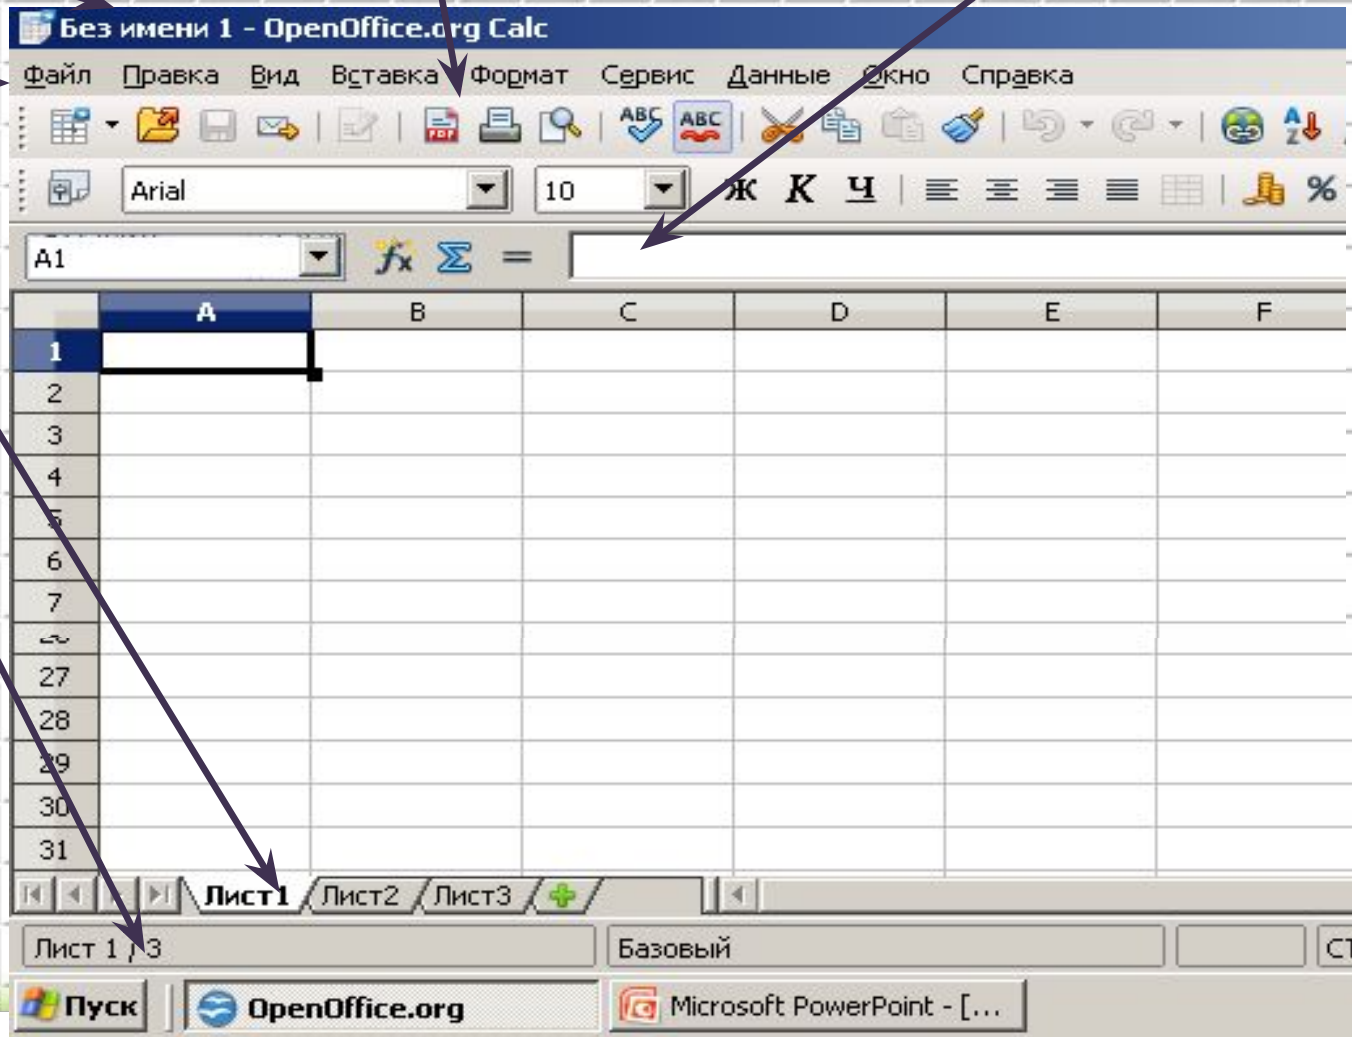 Без имени 1 - OpenOffice.org Calc
Файл Правка Вид Вставка Формат Сервис Данные Окно Справка
PDF ABC ABC A Z
Arial 10 Ж К Ч %
A1 fx Σ =
A B C D E F
1
2
3
4
5
6
7
27
28
29
30
31
Лист1 Лист2 Лист3
Лист 1 / 3 Базовый
Пуск OpenOffice.org Microsoft PowerPoint - [...